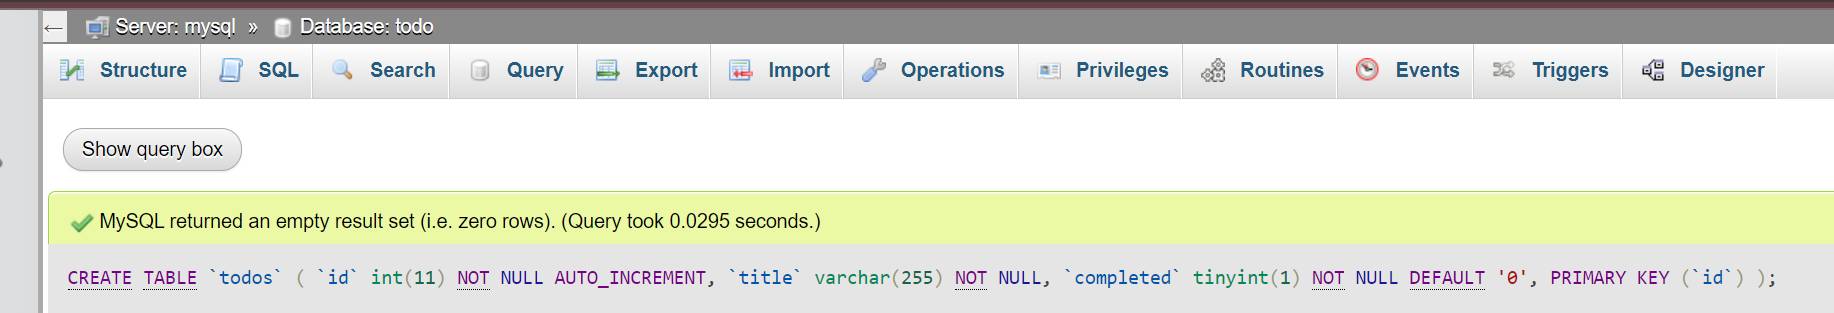 ← Server: mysql » Database: todo
Structure SQL Search Query Export Import Operations Privileges Routines Events Triggers Designer
Show query box
MySQL returned an empty result set (i.e. zero rows). (Query took 0.0295 seconds.)
CREATE TABLE `todos` ( `id` int(11) NOT NULL AUTO_INCREMENT, `title` varchar(255) NOT NULL, `completed` tinyint(1) NOT NULL DEFAULT '0', PRIMARY KEY (`id`) );